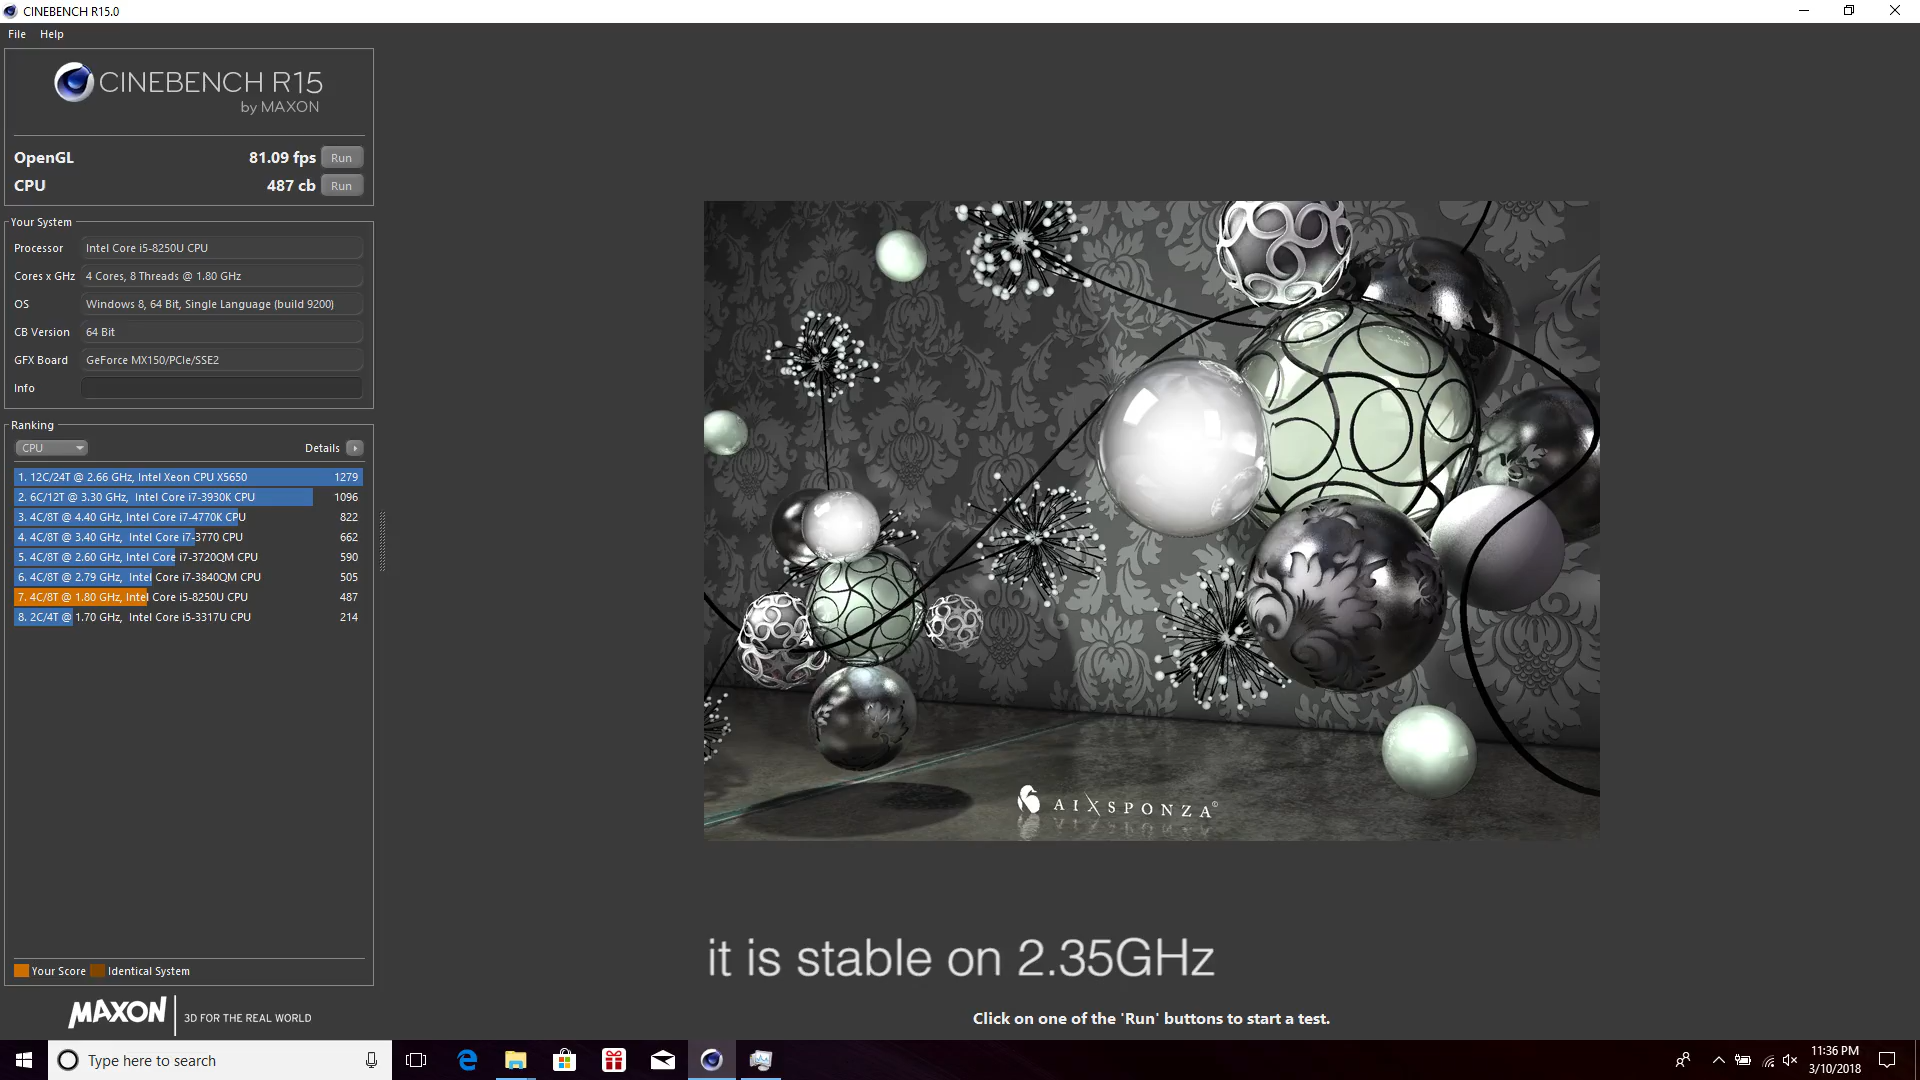 CINEBENCH R15.0
File Help
CINEBENCH R15
by MAXON
OpenGL 81.09 fps Run
CPU 487 cb Run
Your System
Processor Intel Core i5-8250U CPU
Cores x GHz 4 Cores, 8 Threads @ 1.80 GHz
OS Windows 8, 64 Bit, Single Language (build 9200)
CB Version 64 Bit
GFX Board GeForce MX150/PCIe/SSE2
Info
Ranking
CPU Details
1. 12C/24T @ 2.66 GHz, Intel Xeon CPU X5650 1279
2. 6C/12T @ 3.30 GHz, Intel Core i7-3930K CPU 1096
3. 4C/8T @ 4.40 GHz, Intel Core i7-4770K CPU 822
4. 4C/8T @ 3.40 GHz, Intel Core i7-3770 CPU 662
5. 4C/8T @ 2.60 GHz, Intel Core i7-3720QM CPU 590
6. 4C/8T @ 2.79 GHz, Intel Core i7-3840QM CPU 505
7. 4C/8T @ 1.80 GHz, Intel Core i5-8250U CPU 487
8. 2C/4T @ 1.70 GHz, Intel Core i5-3317U CPU 214
AIXSPONZA®
it is stable on 2.35GHz
Your Score Identical System
MAXON 3D FOR THE REAL WORLD
Click on one of the 'Run' buttons to start a test.
Type here to search
11:36 PM
3/10/2018